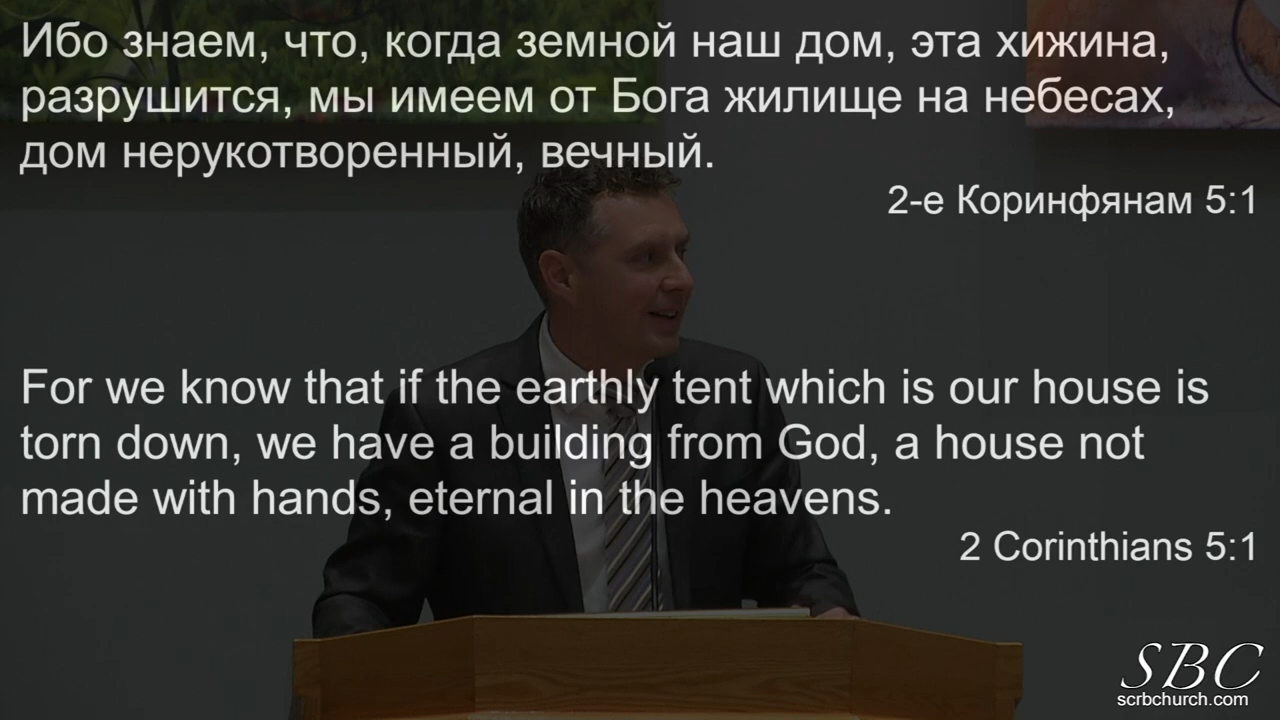 Ибо знаем, что, когда земной наш дом, эта хижина,
разрушится, мы имеем от Бога жилище на небесах,
дом нерукотворенный, вечный.
2-е Коринфянам 5:1
For we know that if the earthly tent which is our house is
torn down, we have a building from God, a house not
made with hands, eternal in the heavens.
2 Corinthians 5:1
SBC
scrbchurch.com